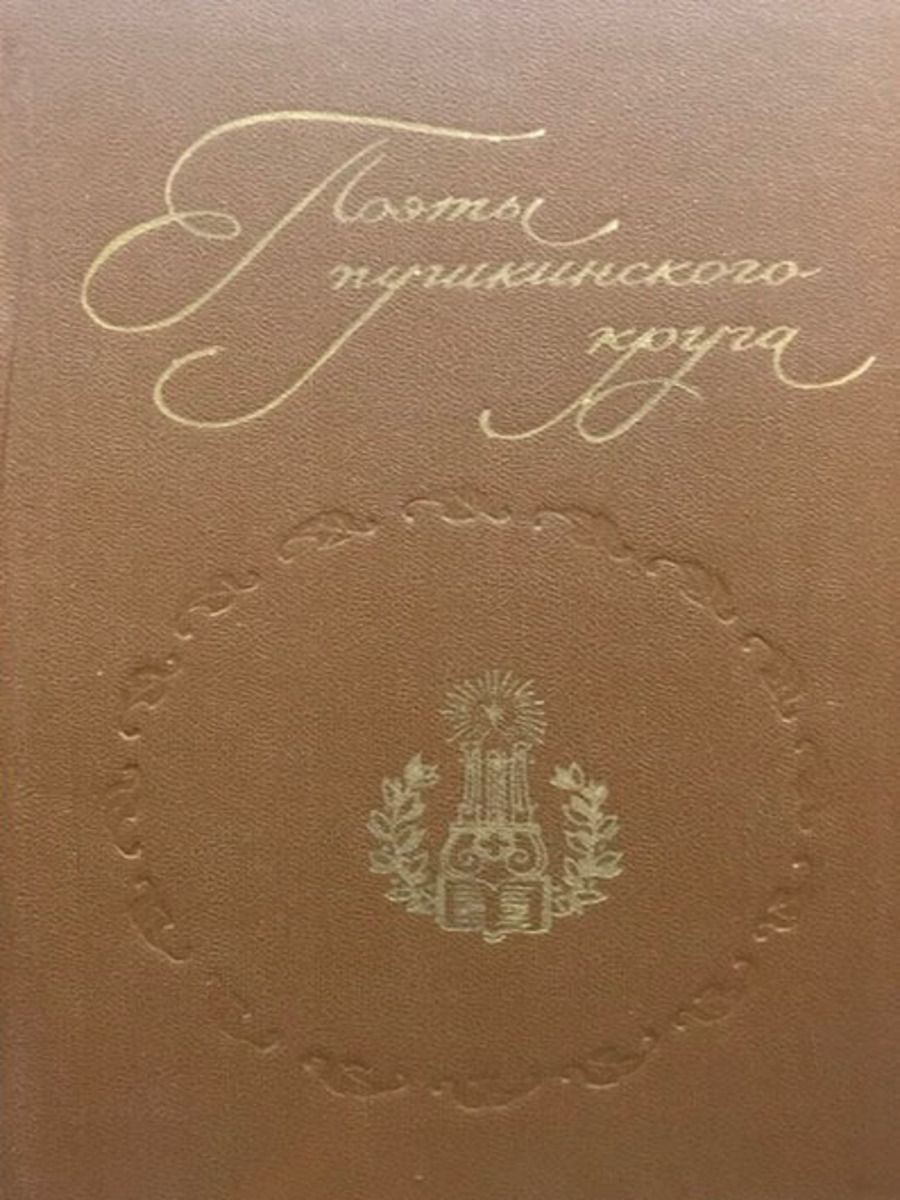 Поэты
пушкинского
круга